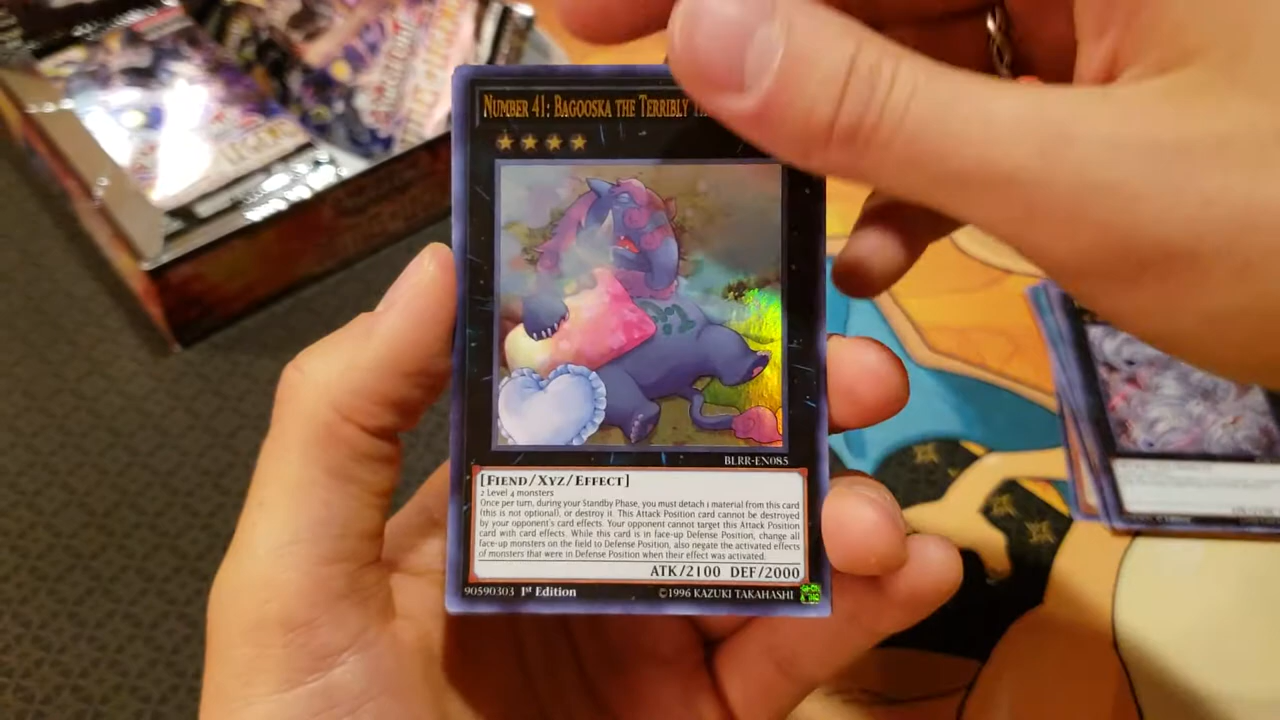 NUMBER 41: BAGOOSKA THE TERRIBLY
BLRR-EN085
[FIEND/XYZ/EFFECT]
2 Level 4 monsters
Once per turn, during your Standby Phase, you must detach 1 material from this card
(this is not optional), or destroy it. This Attack Position card cannot be destroyed
by your opponent's card effects. Your opponent cannot target this Attack Position
card with card effects. While this card is in face-up Defense Position, change all
face-up monsters on the field to Defense Position, also negate the activated effects
of monsters that were in Defense Position when their effect was activated.
ATK/2100 DEF/2000
90590303 1st Edition ©1996 KAZUKI TAKAHASHI